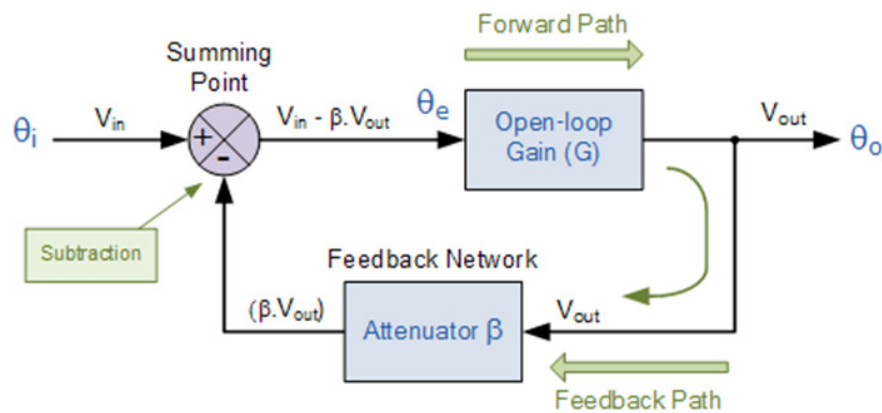 Forward Path
Summing
Point
θi
Vin
+
-
Vin - β.Vout
θe
Open-loop
Gain (G)
Vout
θo
Subtraction
Feedback Network
(β.Vout)
Attenuator β
Vout
Feedback Path